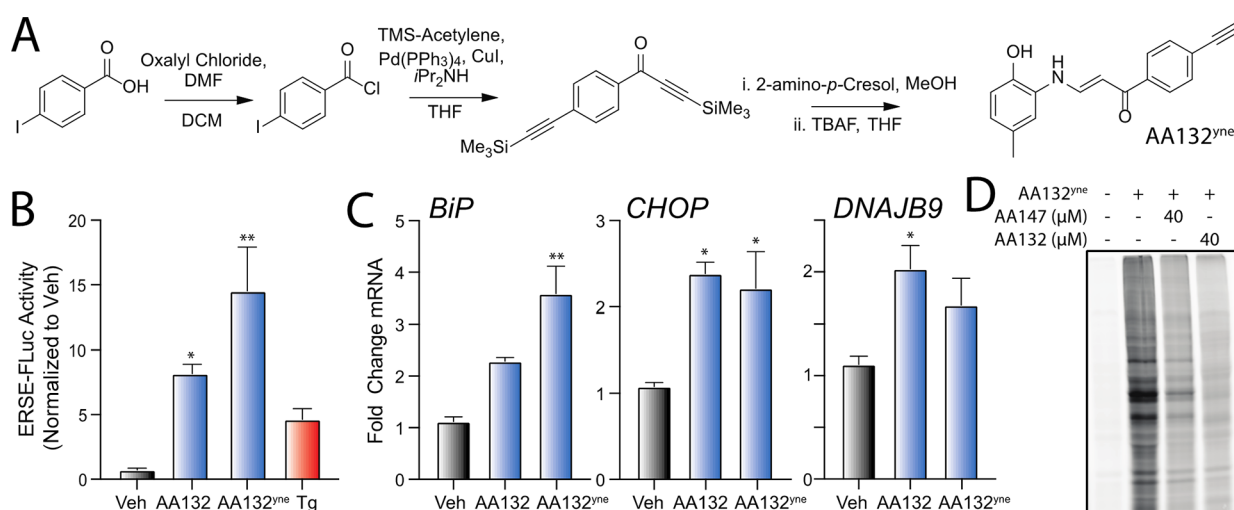 A
O
OH
I
Oxalyl Chloride,
DMF
DCM
O
Cl
I
TMS-Acetylene,
Pd(PPh3)4, CuI,
iPr2NH
THF
O
SiMe3
Me3Si
i. 2-amino-p-Cresol, MeOH
ii. TBAF, THF
OH
H
N
O
AA132yne
B
ERSE-FLuc Activity
(Normalized to Veh)
20
15
10
5
0
*
**
Veh AA132 AA132yne Tg
C
Fold Change mRNA
BiP
5
4
3
2
1
0
**
Veh AA132 AA132yne
CHOP
3
2
1
0
* *
Veh AA132 AA132yne
DNAJB9
2
1
0
*
Veh AA132 AA132yne
D
AA132yne - + + +
AA147 (µM) - - 40 -
AA132 (µM) - - - 40